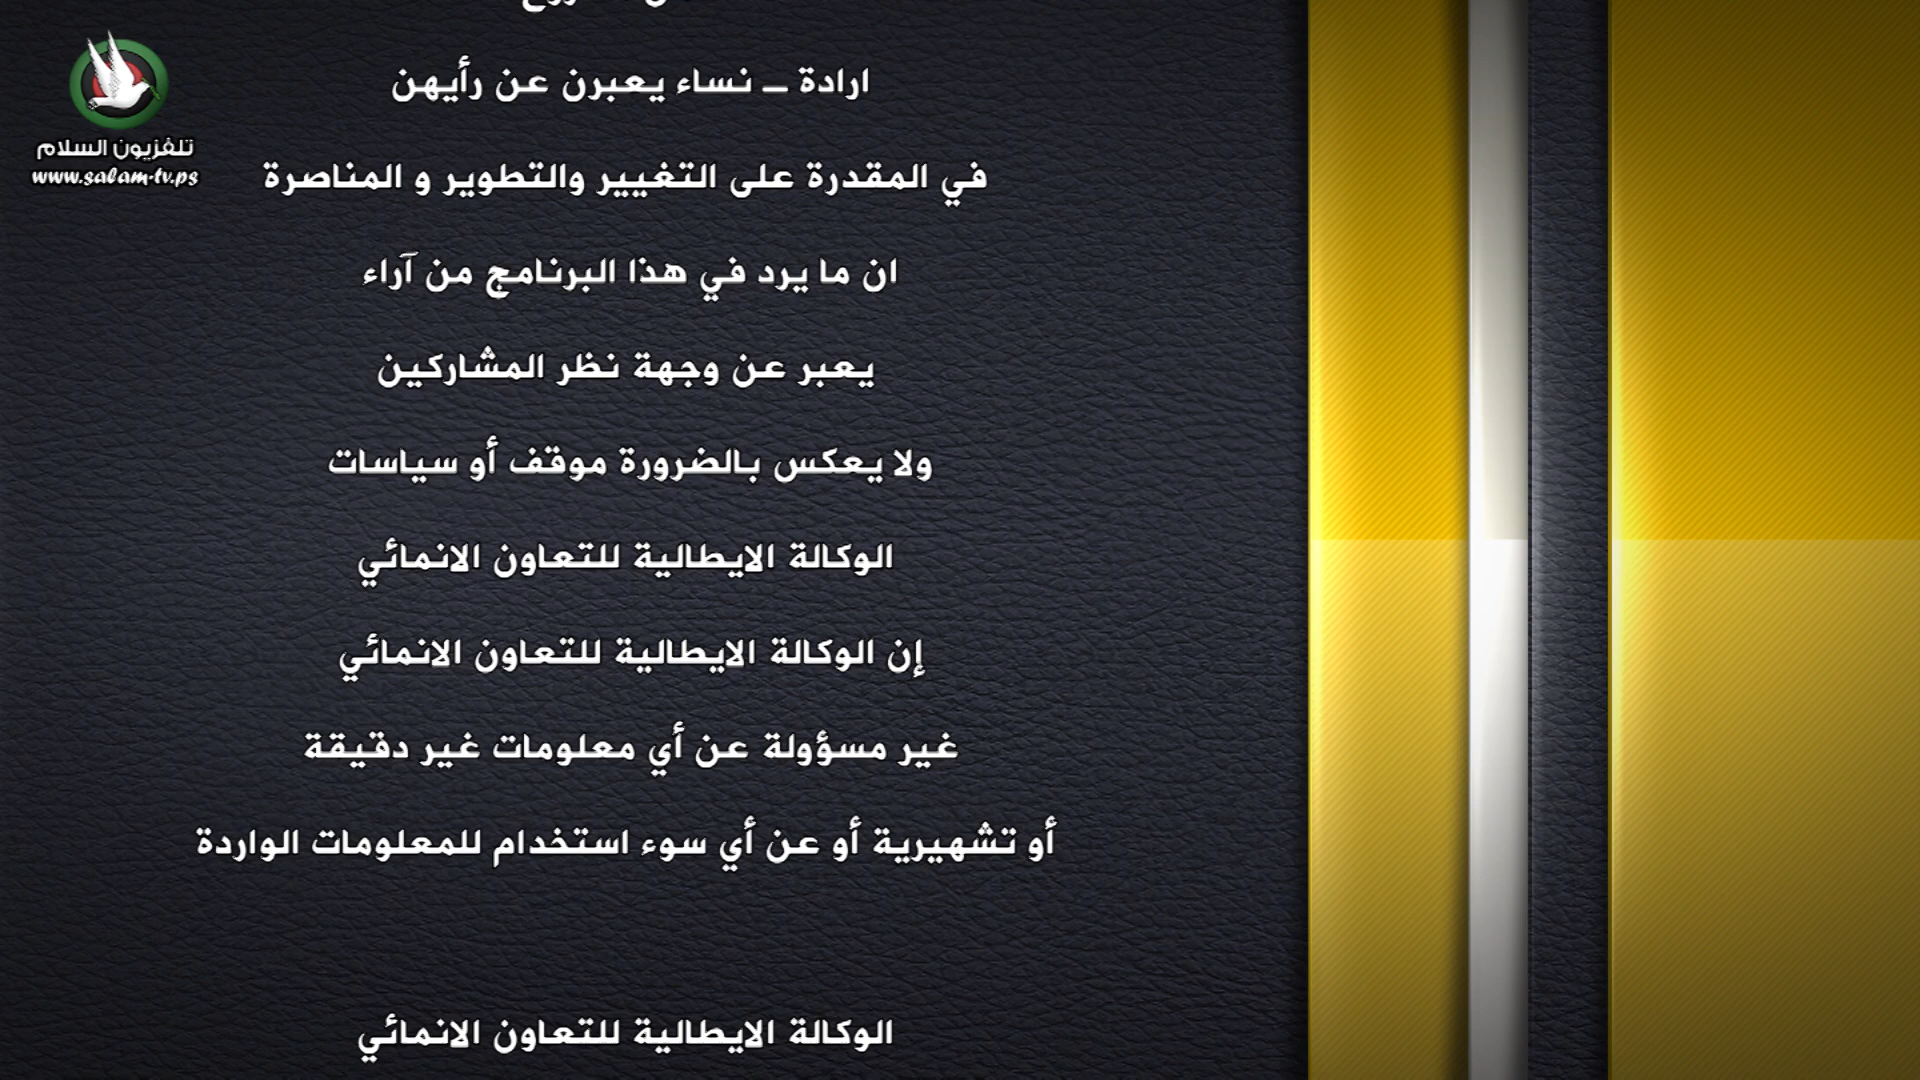 ارادة – نساء يعبرن عن رأيهن
تلفزيون السلام
www.salam-tv.ps
في المقدرة على التغيير والتطوير و المناصرة
ان ما يرد في هذا البرنامج من آراء
يعبر عن وجهة نظر المشاركين
ولا يعكس بالضرورة موقف أو سياسات
الوكالة الايطالية للتعاون الانمائي
إن الوكالة الايطالية للتعاون الانمائي
غير مسؤولة عن أي معلومات غير دقيقة
أو تشهيرية أو عن أي سوء استخدام للمعلومات الواردة
الوكالة الايطالية للتعاون الانمائي